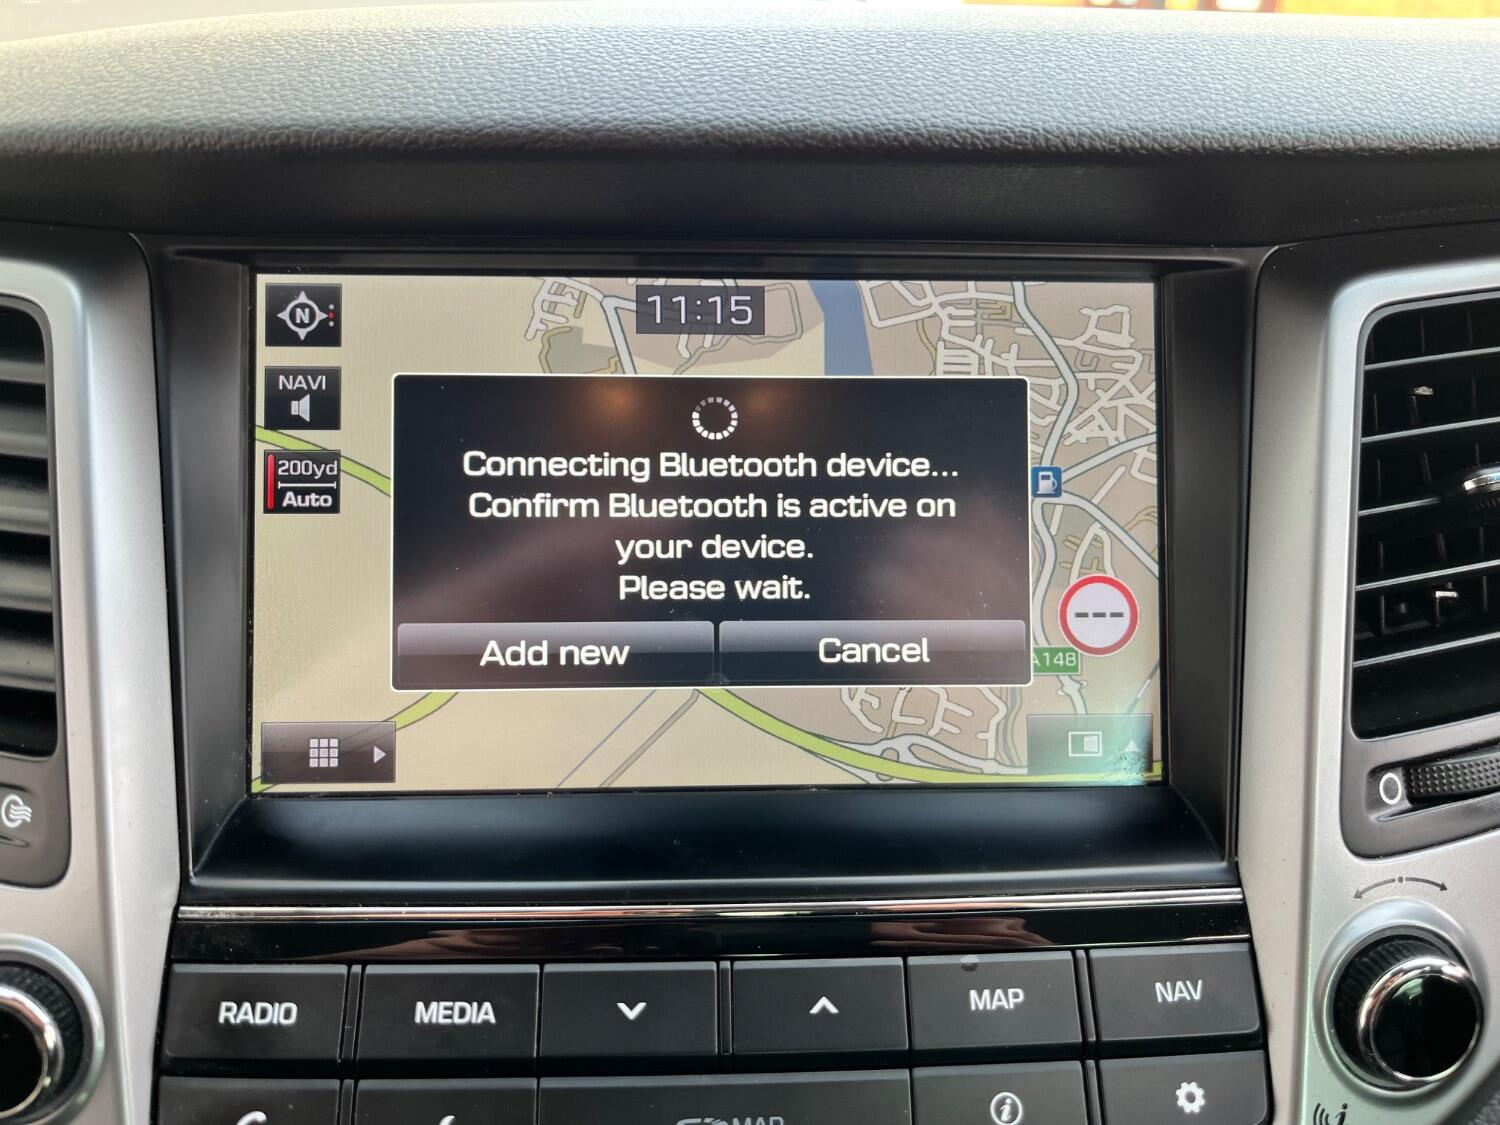 11:15
N
NAVI
200yd
Auto
Connecting Bluetooth device...
Confirm Bluetooth is active on
your device.
Please wait.
Add new
Cancel
---
A148
RADIO
MEDIA
MAP
NAV
MAP
i